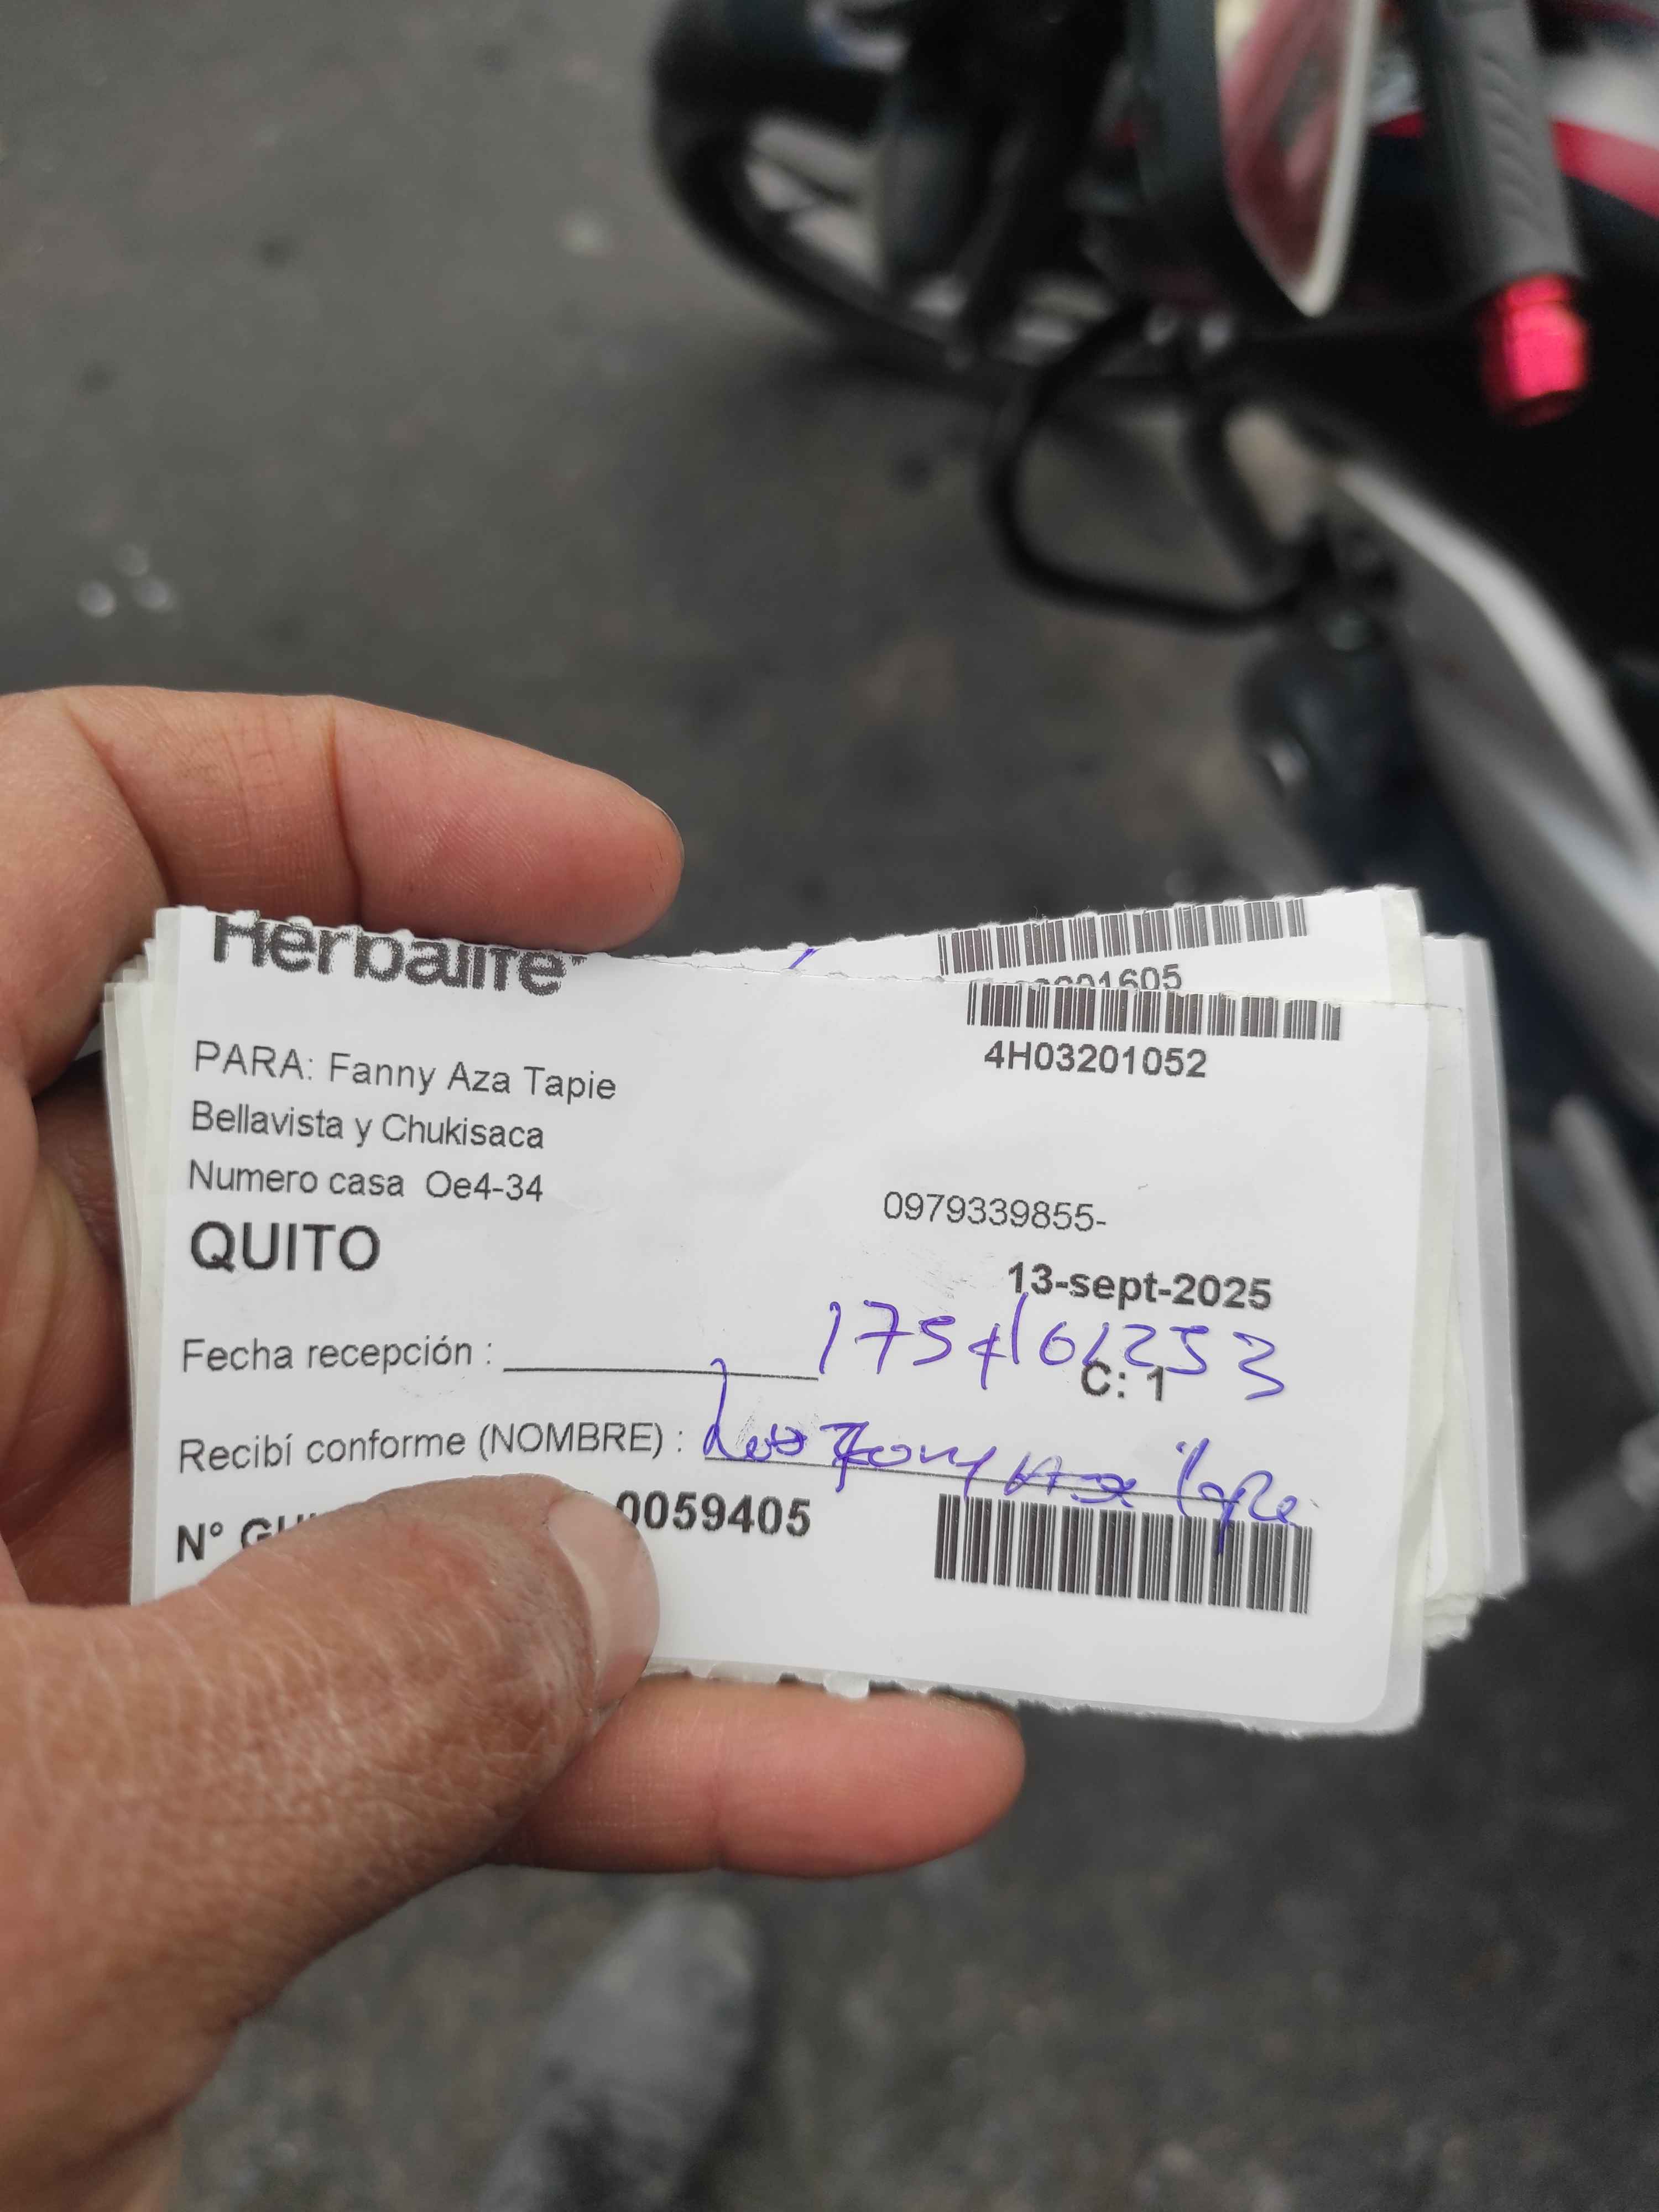 Herbalife
01605
4H03201052
PARA: Fanny Aza Tapie
Bellavista y Chukisaca
Numero casa Oe4-34
0979339855-
QUITO
13-sept-2025
Fecha recepción :
C: 1
Recibí conforme (NOMBRE) :
N° 0059405